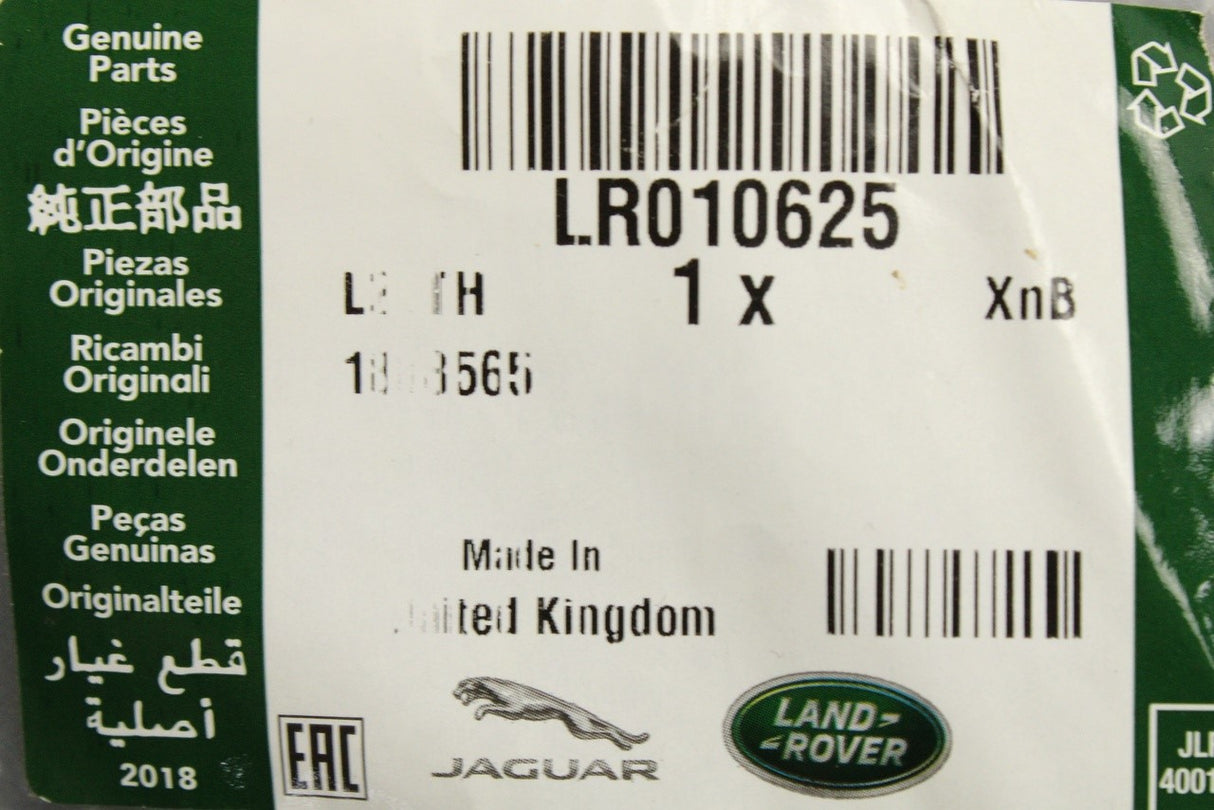 Genuine
Parts
Pièces
d'Origine
純正部品
Piezas
Originales
Ricambi
Originali
Originele
Onderdelen
Peças
Genuinas
Originalteile
قطع غيار
أصلية
2018
LR010625
1 x
XnB
Made In
United Kingdom
EAC
JAGUAR
LAND-
-ROVER